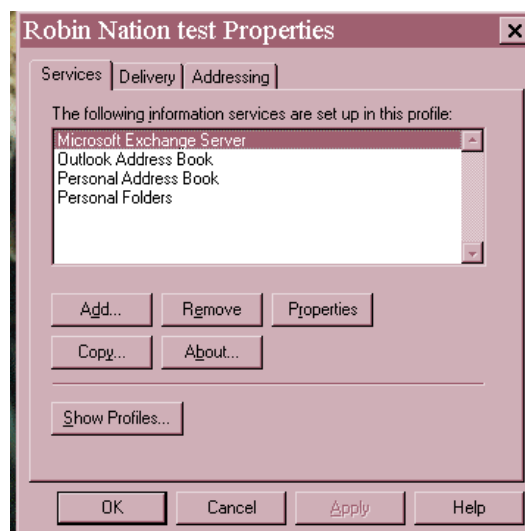 Robin Nation test Properties
Services Delivery Addressing
The following information services are set up in this profile:
Microsoft Exchange Server
Outlook Address Book
Personal Address Book
Personal Folders
Add... Remove Properties
Copy... About...
Show Profiles...
OK Cancel Apply Help